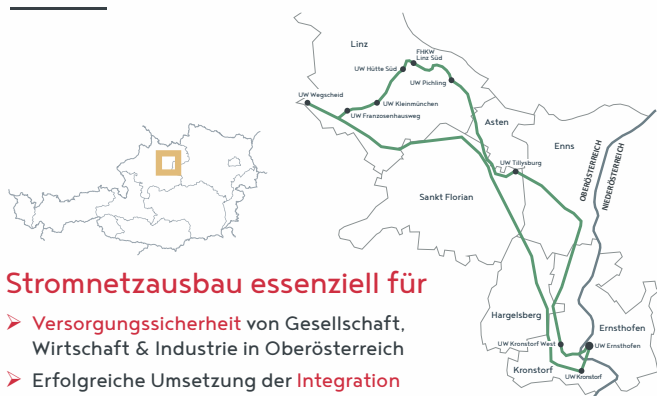 Linz
FHKW
Linz Süd
UW Hütte Süd
UW Pichling
UW Wegscheid
UW Kleinmünchen
UW Franzosenhausweg
Asten
Enns
OBERÖSTERREICH
NIEDERÖSTERREICH
UW Tillysburg
Sankt Florian
Stromnetzausbau essenziell für
Hargelsberg
Ernsthofen
➢ Versorgungssicherheit von Gesellschaft,
Wirtschaft & Industrie in Oberösterreich
UW Kronstorf West
UW Ernsthofen
Kronstorf
UW Kronstorf
➢ Erfolgreiche Umsetzung der Integration